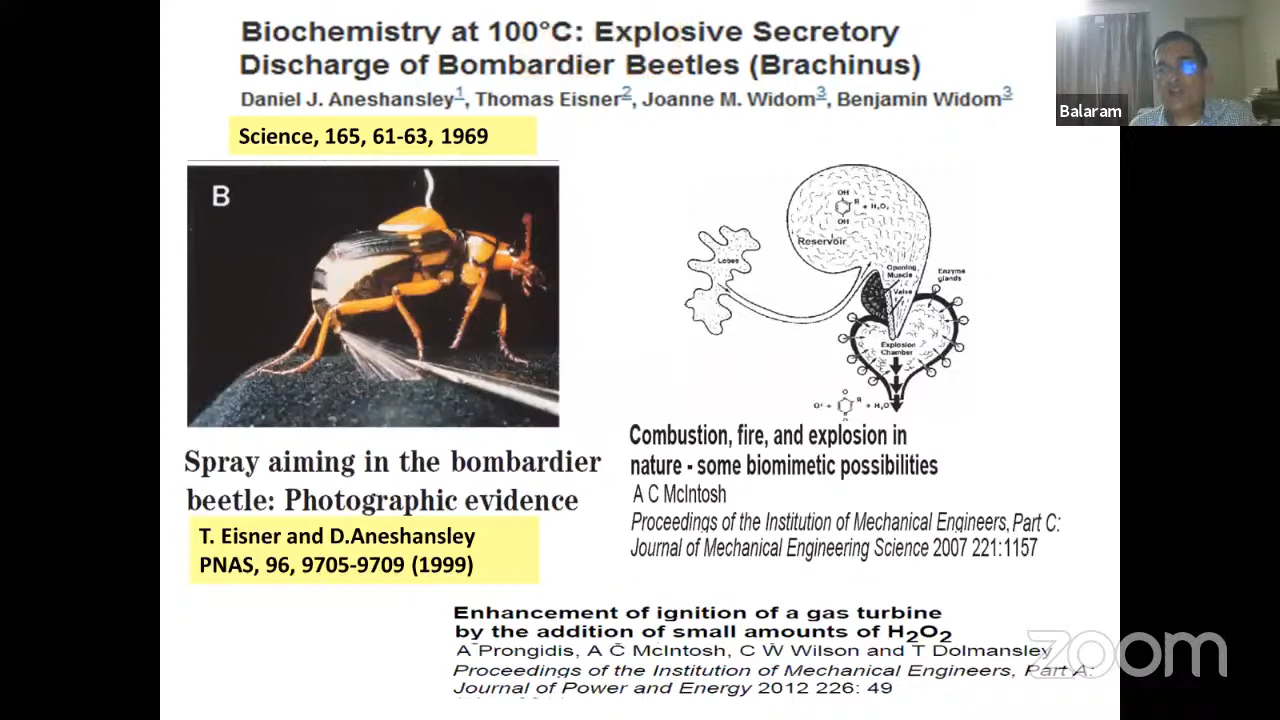 Biochemistry at 100°C: Explosive Secretory
Discharge of Bombardier Beetles (Brachinus)
Daniel J. Aneshansley1, Thomas Eisner2, Joanne M. Widom3, Benjamin Widom3
Science, 165, 61-63, 1969
Balaram
B
OH
R
+ H2O2
OH
Reservoir
Lobes
Opening
Muscle
Valve
Enzyme
glands
Explosion
Chamber
O
R
+ H2O
O
Spray aiming in the bombardier
beetle: Photographic evidence
T. Eisner and D.Aneshansley
PNAS, 96, 9705-9709 (1999)
Combustion, fire, and explosion in
nature - some biomimetic possibilities
A C McIntosh
Proceedings of the Institution of Mechanical Engineers, Part C:
Journal of Mechanical Engineering Science 2007 221:1157
Enhancement of ignition of a gas turbine
by the addition of small amounts of H2O2
A Prongidis, A C McIntosh, C W Wilson and T Dolmansley
Proceedings of the Institution of Mechanical Engineers, Part A:
Journal of Power and Energy 2012 226: 49
zoom